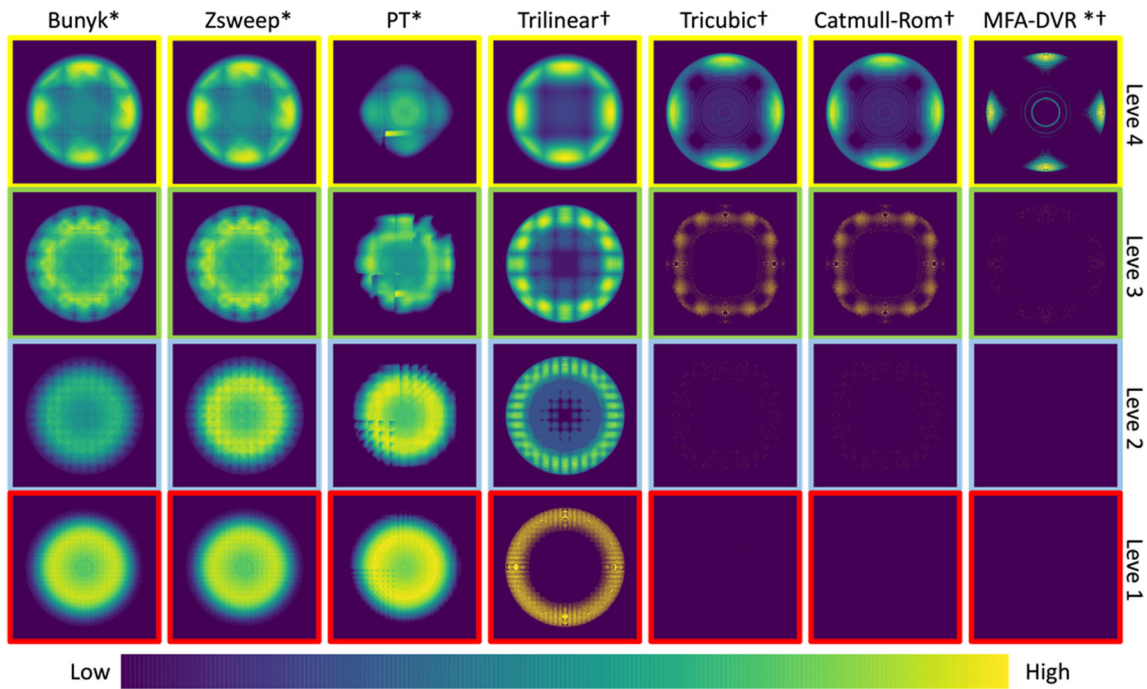 Bunyk* Zsweep* PT* Trilinear† Tricubic† Catmull-Rom† MFA-DVR *†
Leve 4
Leve 3
Leve 2
Leve 1
Low High